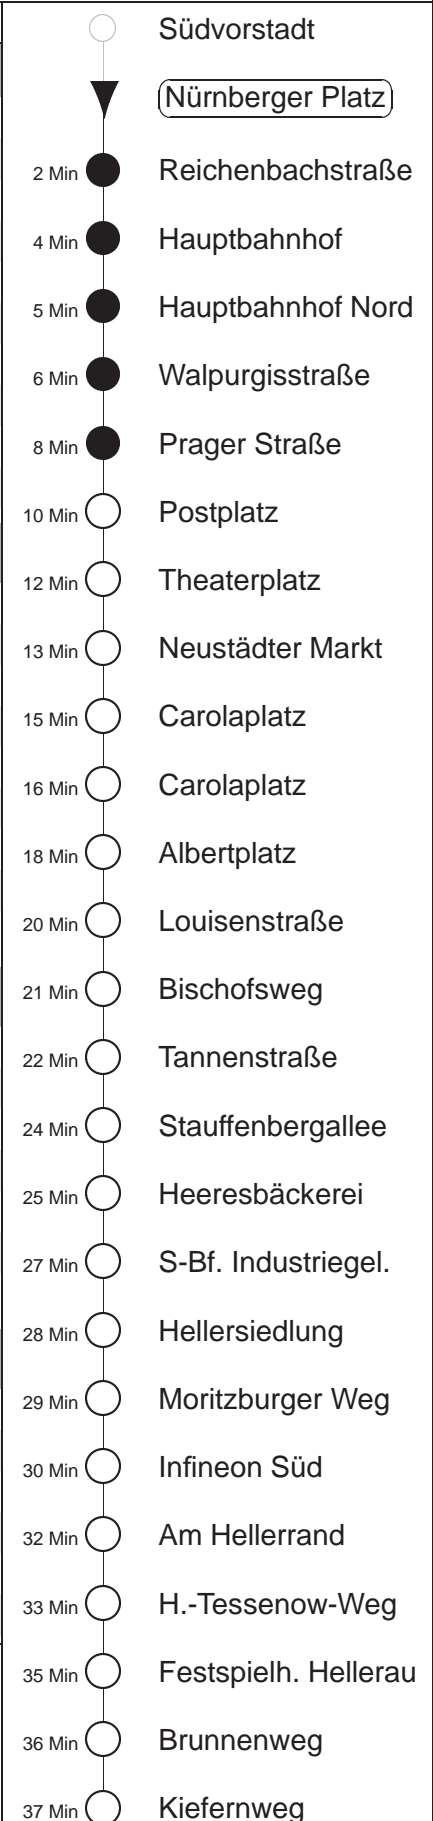 Südvorstadt
Nürnberger Platz
2 Min Reichenbachstraße
4 Min Hauptbahnhof
5 Min Hauptbahnhof Nord
6 Min Walpurgisstraße
8 Min Prager Straße
10 Min Postplatz
12 Min Theaterplatz
13 Min Neustädter Markt
15 Min Carolaplatz
16 Min Carolaplatz
18 Min Albertplatz
20 Min Louisenstraße
21 Min Bischofsweg
22 Min Tannenstraße
24 Min Stauffenbergallee
25 Min Heeresbäckerei
27 Min S-Bf. Industriegel.
28 Min Hellersiedlung
29 Min Moritzburger Weg
30 Min Infineon Süd
32 Min Am Hellerrand
33 Min H.-Tessenow-Weg
35 Min Festspielh. Hellerau
36 Min Brunnenweg
37 Min Kiefernweg